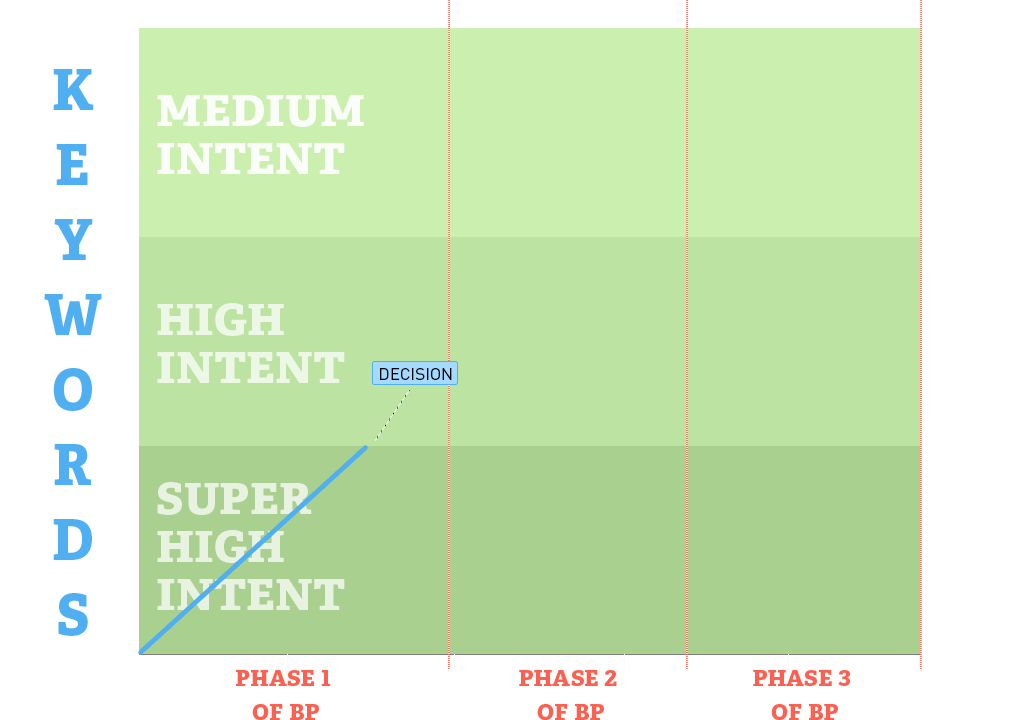 KEYWORDS
MEDIUM
INTENT
HIGH
INTENT
DECISION
SUPER
HIGH
INTENT
PHASE 1
OF BP
PHASE 2
OF BP
PHASE 3
OF BP